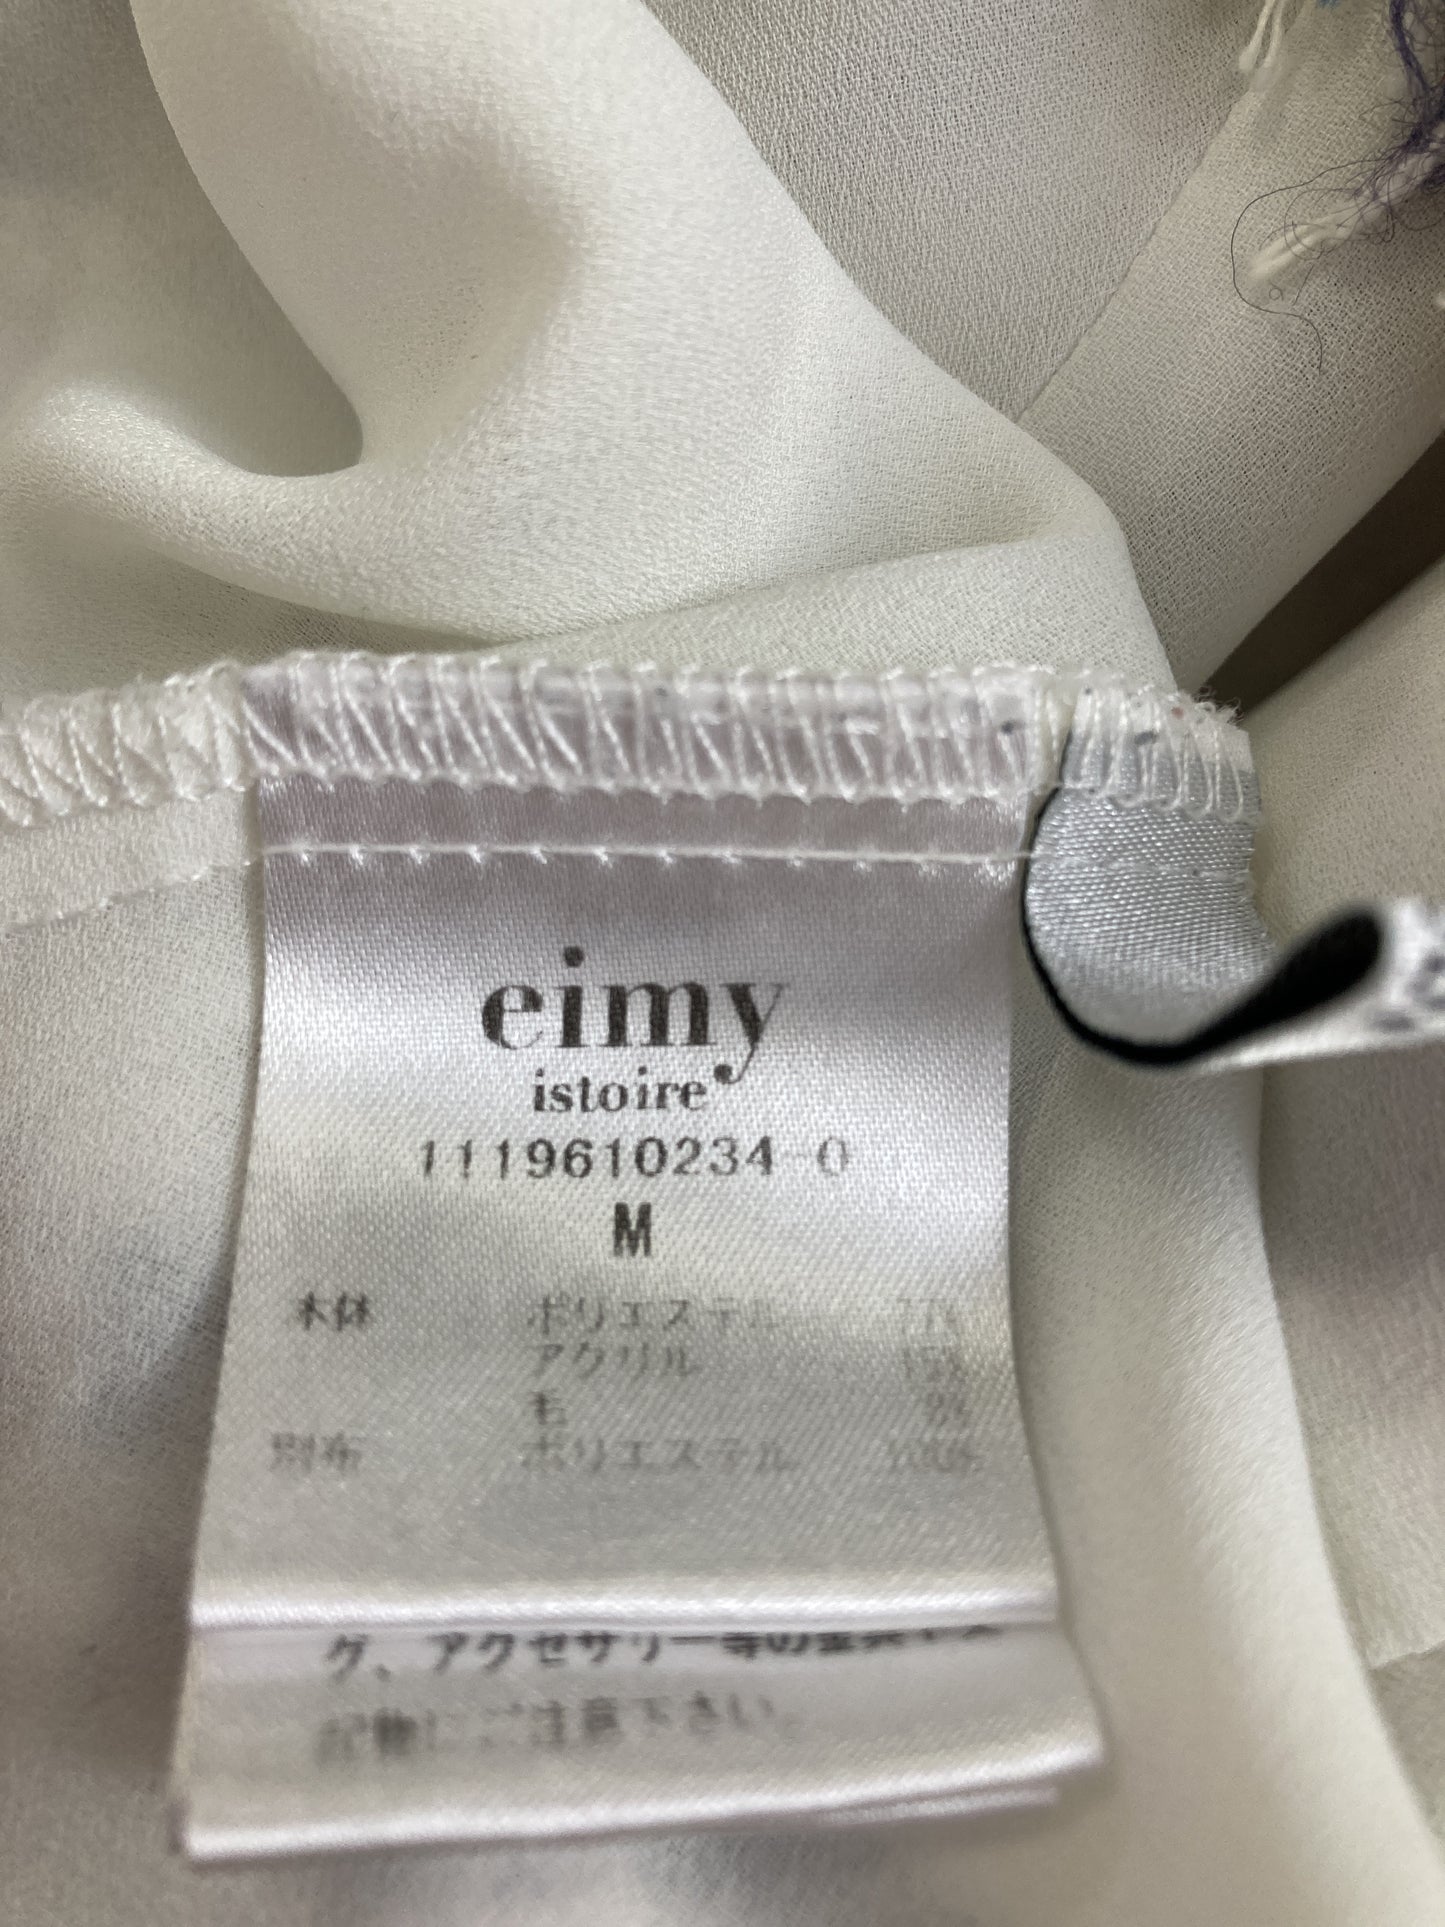 eimy
istoire
1119610234-0
M
本体 ポリエステル
アクリル
毛
別布 ポリエステル 100%
グ、アクセサリー等の
記物にご注意下さい。